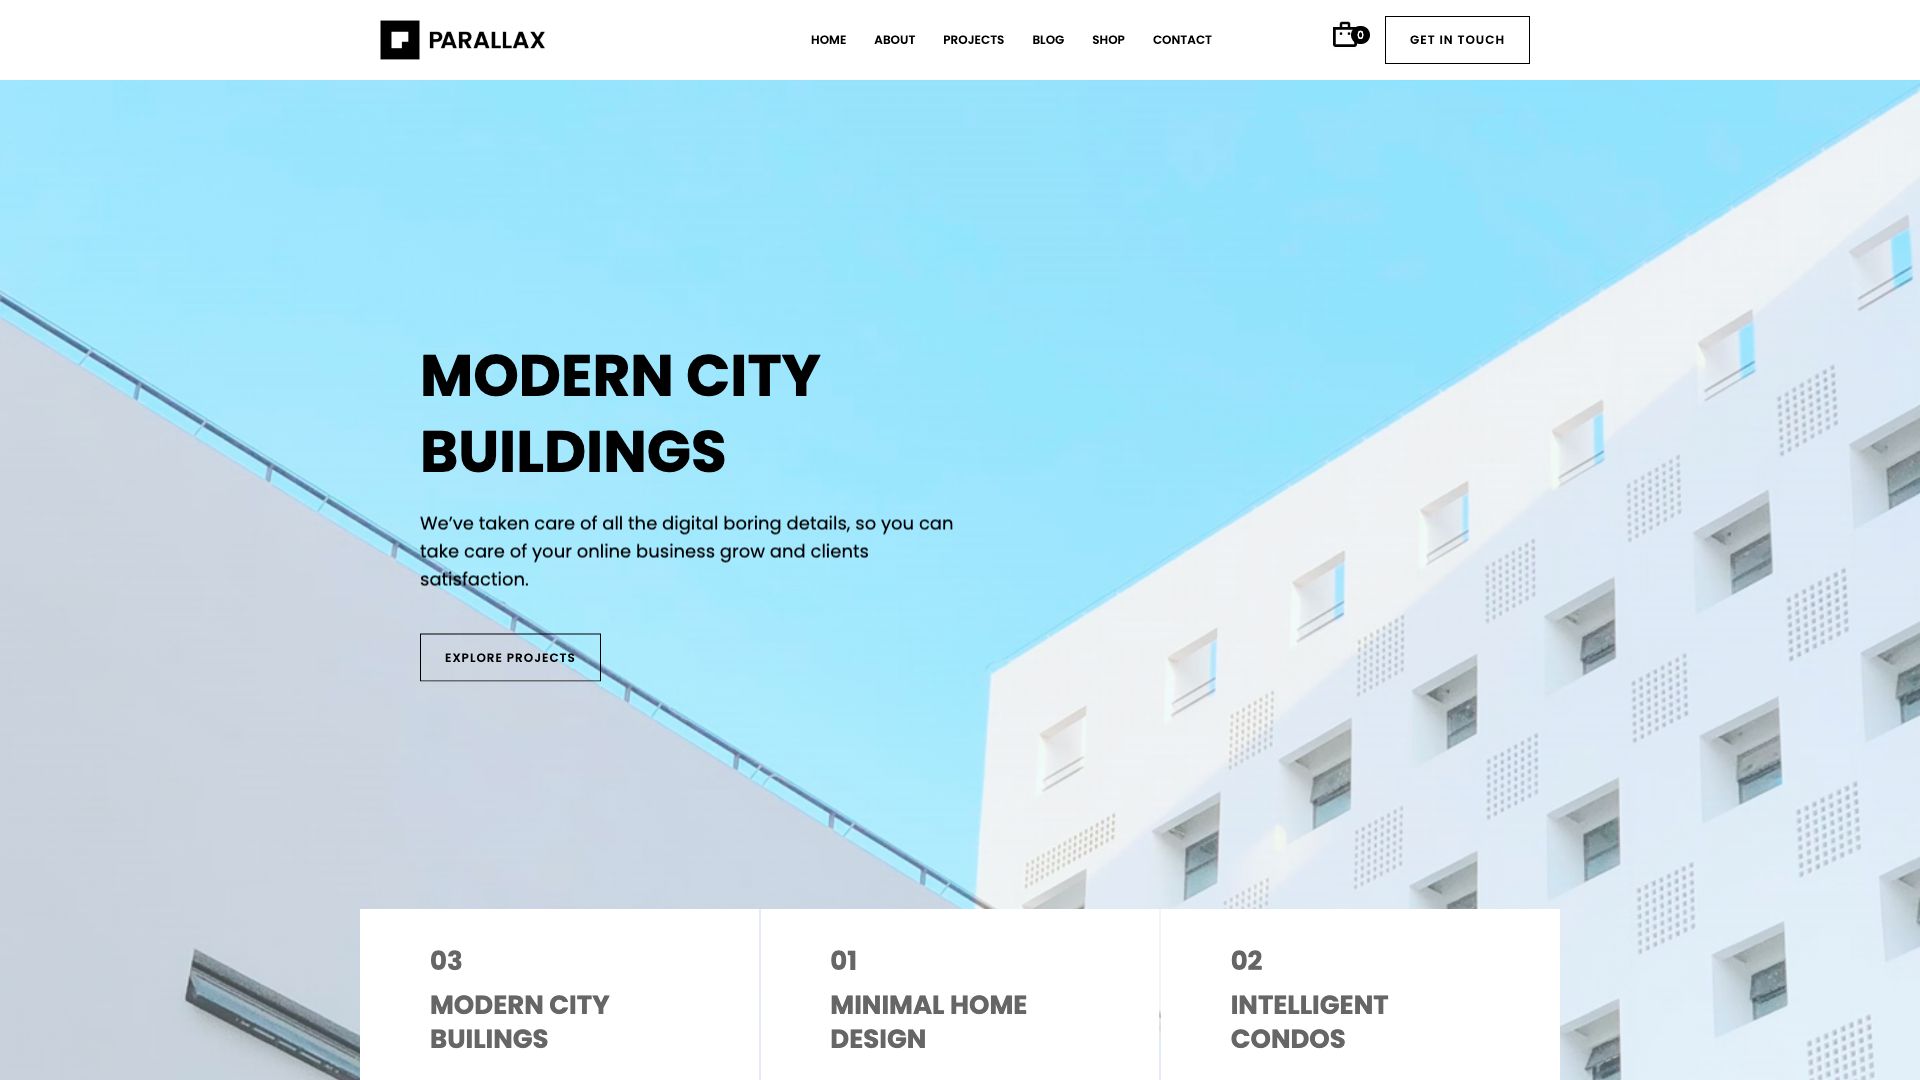 PARALLAX
HOME ABOUT PROJECTS BLOG SHOP CONTACT
0
GET IN TOUCH
MODERN CITY
BUILDINGS
We’ve taken care of all the digital boring details, so you can
take care of your online business grow and clients
satisfaction.
EXPLORE PROJECTS
03
MODERN CITY
BUILINGS
01
MINIMAL HOME
DESIGN
02
INTELLIGENT
CONDOS